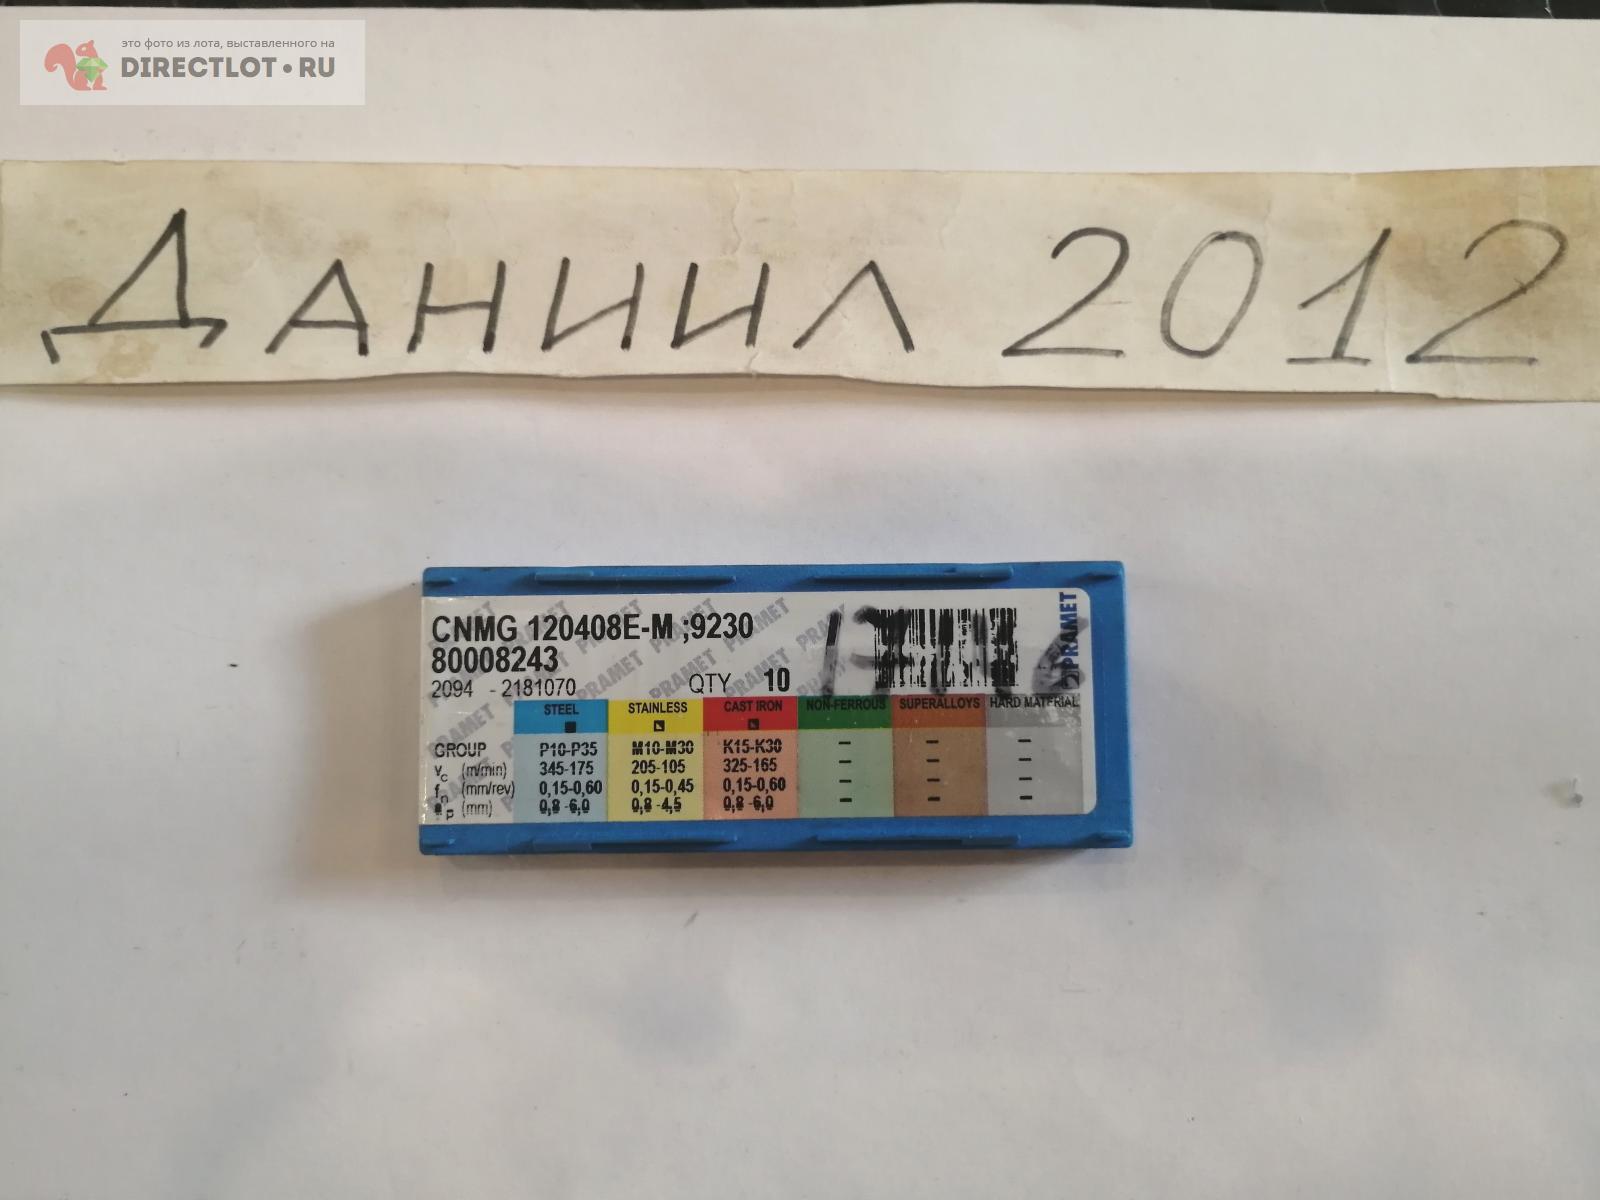 это фото из лота, выставленного на
DIRECTLOT•RU
ДАНИИЛ 2012
CNMG 120408E-M ;9230
80008243
2094 - 2181070 QTY 10
PRAMET
STEEL STAINLESS CAST IRON NON-FERROUS SUPERALLOYS HARD MATERIAL
GROUP P10-P35 M10-M30 K15-K30 – – –
vc (m/min) 345-175 205-105 325-165 – – –
fn (mm/rev) 0,15-0,60 0,15-0,45 0,15-0,60 – – –
ap (mm) 0,8-6,0 0,8-4,5 0,8-6,0 – – –